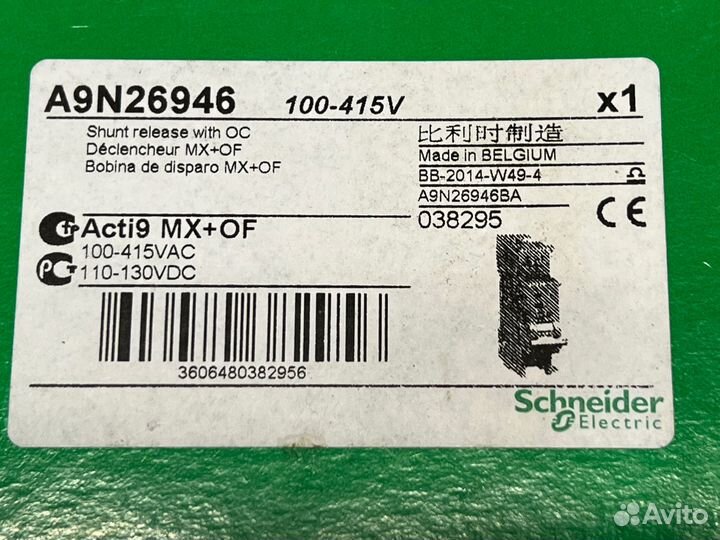 A9N26946 100-415V x1
Shunt release with OC
Déclencheur MX+OF
Bobina de disparo MX+OF
比利时制造
Made in BELGIUM
BB-2014-W49-4
A9N26946BA
038295
CE
Acti9 MX+OF
100-415VAC
110-130VDC
3606480382956
Schneider
Electric
Avito